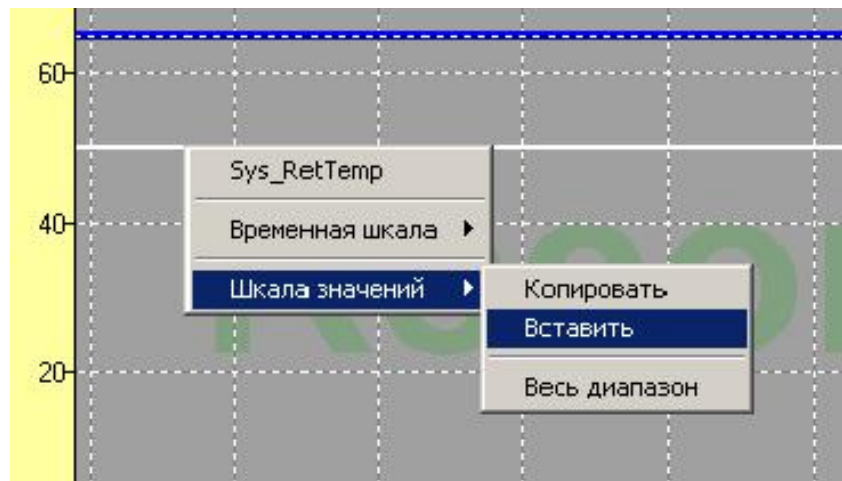 60
Sys_RetTemp
40
Временная шкала
Шкала значений
Копировать
Вставить
20
Весь диапазон